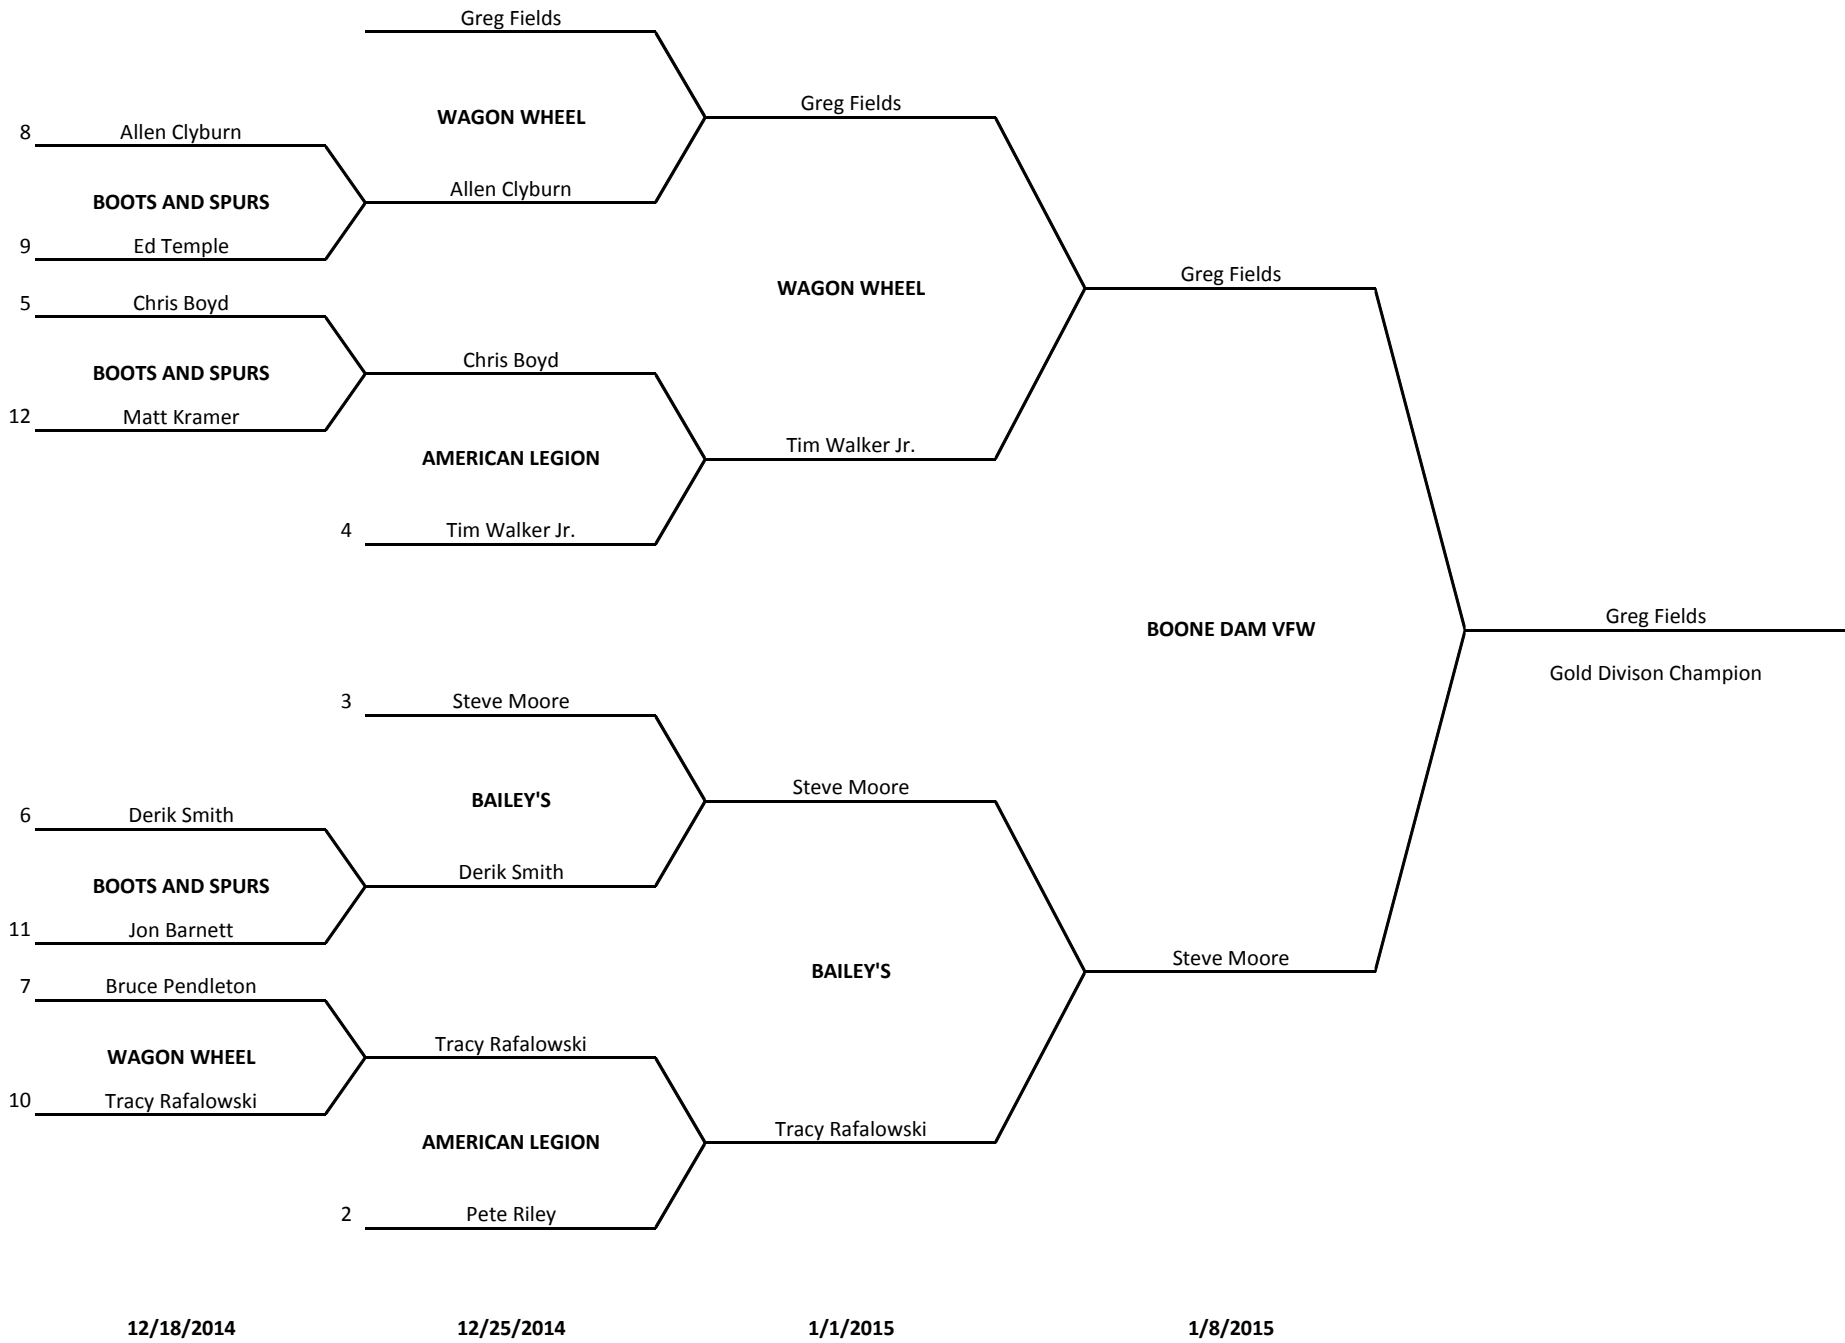 Greg Fields
WAGON WHEEL
Greg Fields
8 Allen Clyburn
Allen Clyburn
BOOTS AND SPURS
9 Ed Temple
Greg Fields
WAGON WHEEL
5 Chris Boyd
Chris Boyd
BOOTS AND SPURS
12 Matt Kramer
Tim Walker Jr.
AMERICAN LEGION
4 Tim Walker Jr.
Greg Fields
BOONE DAM VFW
Gold Divison Champion
3 Steve Moore
Steve Moore
BAILEY'S
6 Derik Smith
Derik Smith
BOOTS AND SPURS
11 Jon Barnett
Steve Moore
BAILEY'S
7 Bruce Pendleton
Tracy Rafalowski
WAGON WHEEL
10 Tracy Rafalowski
Tracy Rafalowski
AMERICAN LEGION
2 Pete Riley
12/18/2014 12/25/2014 1/1/2015 1/8/2015